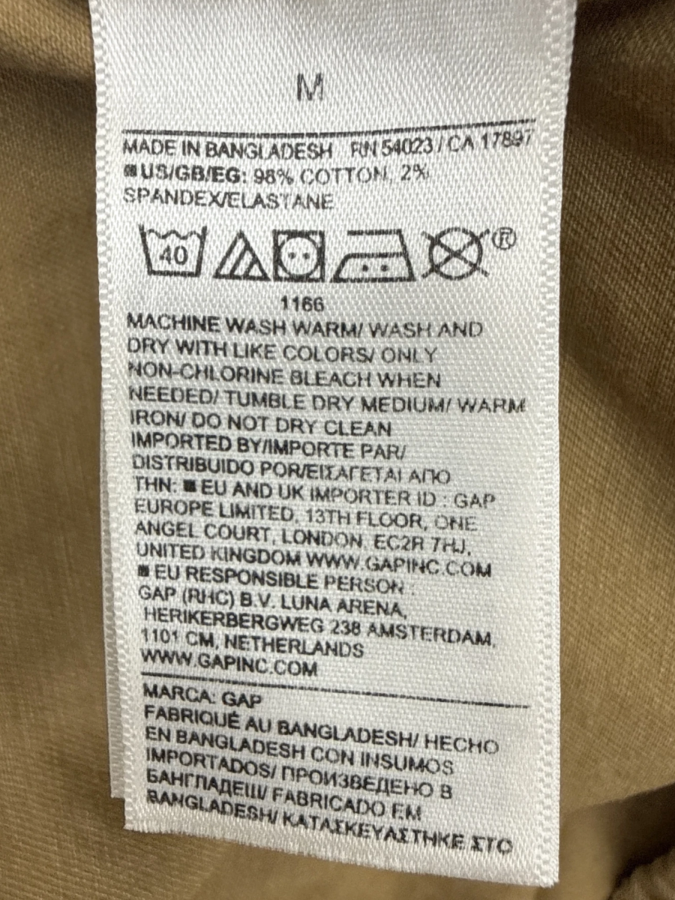 M
MADE IN BANGLADESH RN 54023 / CA 17897
US/GB/EG: 98% COTTON, 2%
SPANDEX/ELASTANE
40 ®
1166
MACHINE WASH WARM/ WASH AND
DRY WITH LIKE COLORS/ ONLY
NON-CHLORINE BLEACH WHEN
NEEDED/ TUMBLE DRY MEDIUM/ WARM
IRON/ DO NOT DRY CLEAN
IMPORTED BY/IMPORTE PAR/
DISTRIBUIDO POR/ΕΙΣΑΓΕΤΑΙ ΑΠΟ
ΤΗΝ: EU AND UK IMPORTER ID : GAP
EUROPE LIMITED, 13TH FLOOR, ONE
ANGEL COURT, LONDON, EC2R 7HJ,
UNITED KINGDOM WWW.GAPINC.COM
EU RESPONSIBLE PERSON :
GAP (RHC) B.V. LUNA ARENA,
HERIKERBERGWEG 238 AMSTERDAM,
1101 CM, NETHERLANDS
WWW.GAPINC.COM
MARCA: GAP
FABRIQUÉ AU BANGLADESH/ HECHO
EN BANGLADESH CON INSUMOS
IMPORTADOS/ ПРОИЗВЕДЕНО В
БАНГЛАДЕШ/ FABRICADO EM
BANGLADESH/ ΚΑΤΑΣΚΕΥΑΣΤΗΚΕ ΣΤΟ